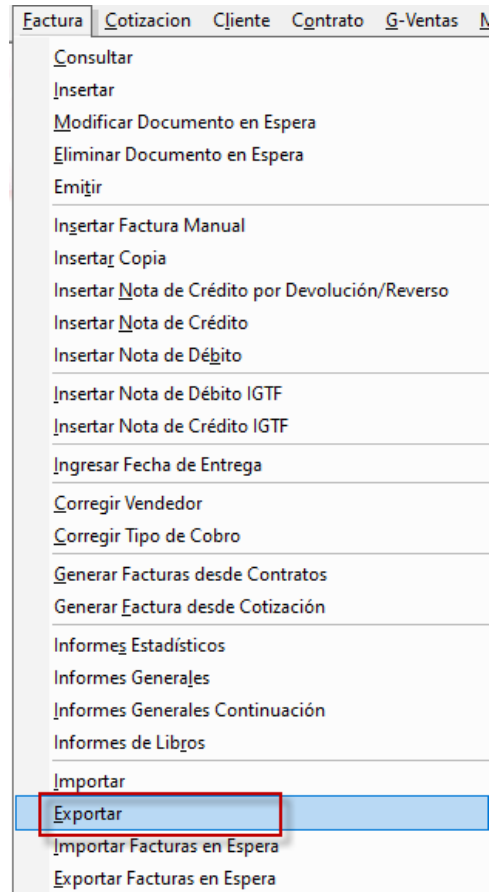 Factura Cotizacion Cliente Contrato G-Ventas
Consultar
Insertar
Modificar Documento en Espera
Eliminar Documento en Espera
Emitir
Insertar Factura Manual
Insertar Copia
Insertar Nota de Crédito por Devolución/Reverso
Insertar Nota de Crédito
Insertar Nota de Débito
Insertar Nota de Débito IGTF
Insertar Nota de Crédito IGTF
Ingresar Fecha de Entrega
Corregir Vendedor
Corregir Tipo de Cobro
Generar Facturas desde Contratos
Generar Factura desde Cotización
Informes Estadísticos
Informes Generales
Informes Generales Continuación
Informes de Libros
Importar
Exportar
Importar Facturas en Espera
Exportar Facturas en Espera